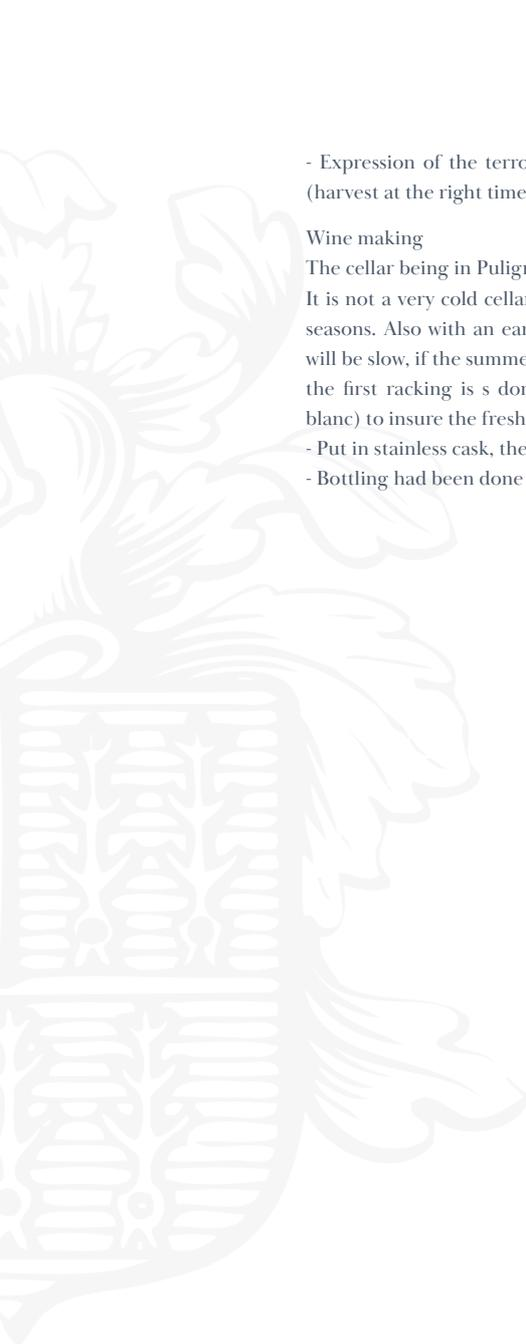 - Expression of the terro
(harvest at the right time
Wine making
The cellar being in Pulign
It is not a very cold cella
seasons. Also with an ear
will be slow, if the summe
the first racking is s don
blanc) to insure the fresh
- Put in stainless cask, the
- Bottling had been done